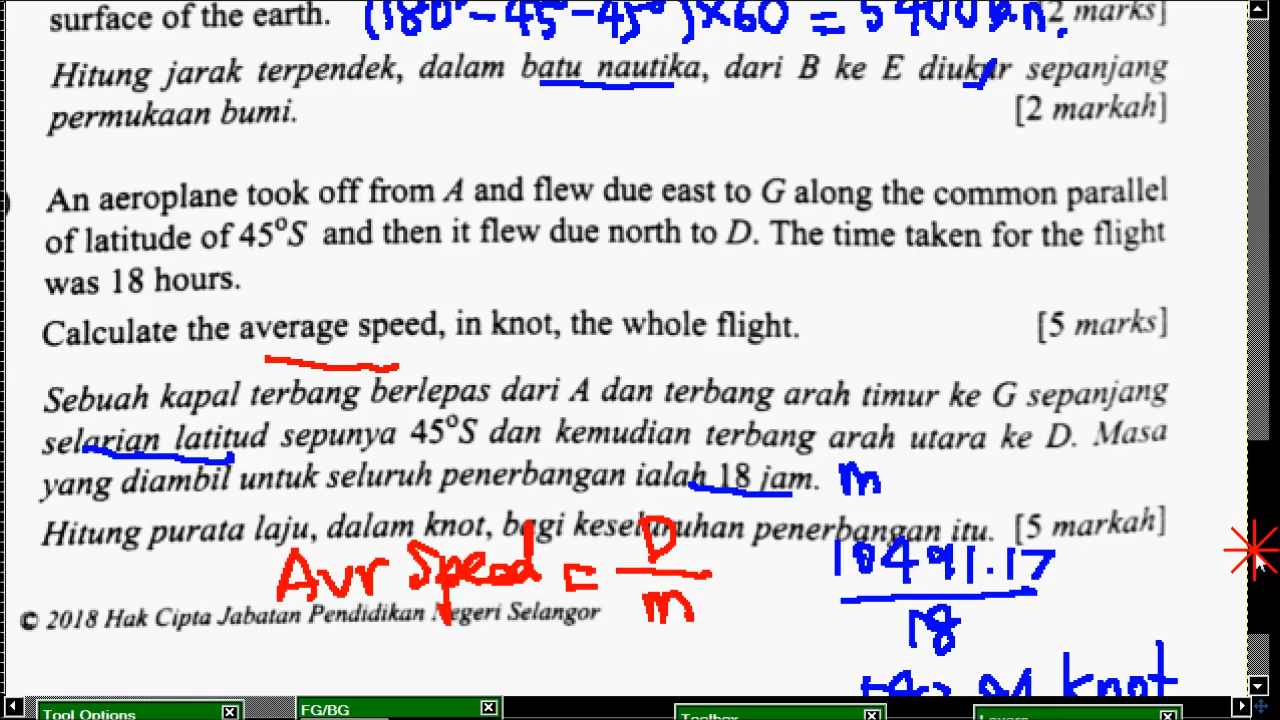 surface of the earth. (180° - 45 - 45°) × 60 = 5400 [2 marks]
Hitung jarak terpendek, dalam batu nautika, dari B ke E diukur sepanjang
permukaan bumi. [2 markah]
An aeroplane took off from A and flew due east to G along the common parallel
of latitude of 45°S and then it flew due north to D. The time taken for the flight
was 18 hours.
Calculate the average speed, in knot, the whole flight. [5 marks]
Sebuah kapal terbang berlepas dari A dan terbang arah timur ke G sepanjang
selarian latitud sepunya 45°S dan kemudian terbang arah utara ke D. Masa
yang diambil untuk seluruh penerbangan ialah 18 jam. m
Hitung purata laju, dalam knot, bagi keseluruhan penerbangan itu. [5 markah]
Avr Speed = D
m
10491.17
18
knot
© 2018 Hak Cipta Jabatan Pendidikan Negeri Selangor
Tool Options
FG/BG
Toolbox
Layers